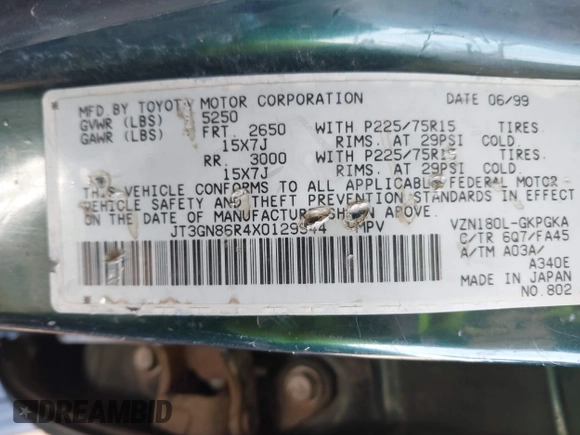 MFD. BY TOYOTA MOTOR CORPORATION DATE 06/99
GVWR (LBS) 5250
GAWR (LBS) FRT. 2650 WITH P225/75R15 TIRES.
15X7J RIMS. AT 29PSI COLD.
RR. 3000 WITH P225/75R15 TIRES.
15X7J RIMS. AT 29PSI COLD.
THIS VEHICLE CONFORMS TO ALL APPLICABLE FEDERAL MOTOR
VEHICLE SAFETY AND THEFT PREVENTION STANDARDS IN EFFECT
ON THE DATE OF MANUFACTURE SHOWN ABOVE.
MPV VZN180L-GKPGKA
C/TR 6Q7/FA45
A/TM A03A/
A340E
MADE IN JAPAN
NO.802
DREAMBID